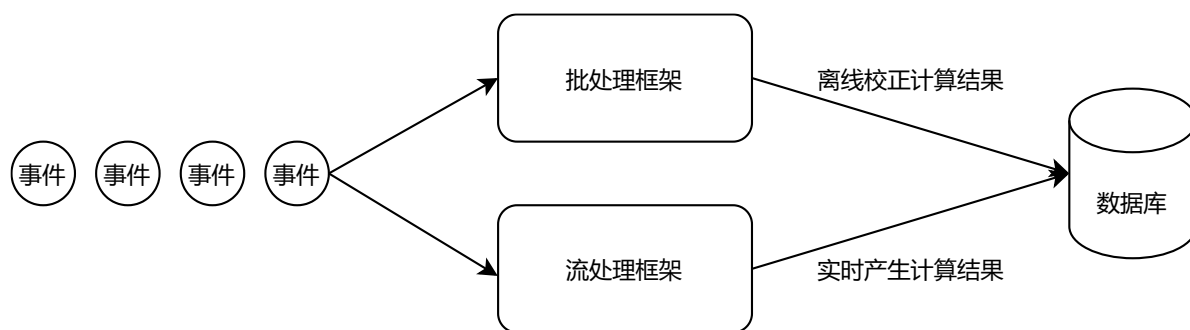 事件
事件
事件
事件
批处理框架
离线校正计算结果
数据库
流处理框架
实时产生计算结果